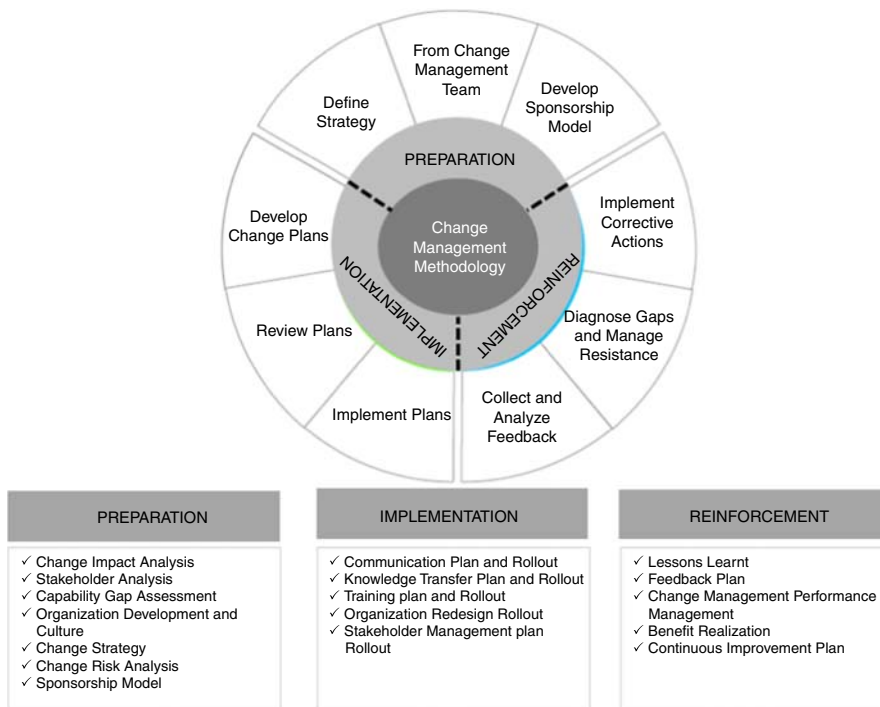 From Change
Management
Team
Define
Strategy
Develop
Sponsorship
Model
PREPARATION
Develop
Change Plans
Change
Management
Methodology
Implement
Corrective
Actions
IMPLEMENTATION
REINFORCEMENT
Review Plans
Diagnose Gaps
and Manage
Resistance
Implement Plans
Collect and
Analyze
Feedback
PREPARATION
✓ Change Impact Analysis
✓ Stakeholder Analysis
✓ Capability Gap Assessment
✓ Organization Development and
Culture
✓ Change Strategy
✓ Change Risk Analysis
✓ Sponsorship Model
IMPLEMENTATION
✓ Communication Plan and Rollout
✓ Knowledge Transfer Plan and Rollout
✓ Training plan and Rollout
✓ Organization Redesign Rollout
✓ Stakeholder Management plan
Rollout
REINFORCEMENT
✓ Lessons Learnt
✓ Feedback Plan
✓ Change Management Performance
Management
✓ Benefit Realization
✓ Continuous Improvement Plan